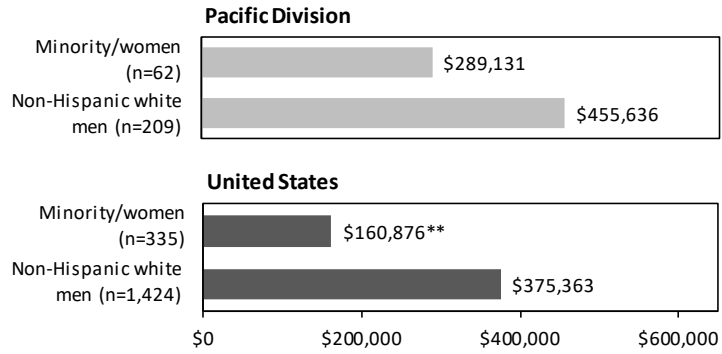 Pacific Division
Minority/women
(n=62)
$289,131
Non-Hispanic white
men (n=209)
$455,636
United States
Minority/women
(n=335)
$160,876**
Non-Hispanic white
men (n=1,424)
$375,363
$0 $200,000 $400,000 $600,000